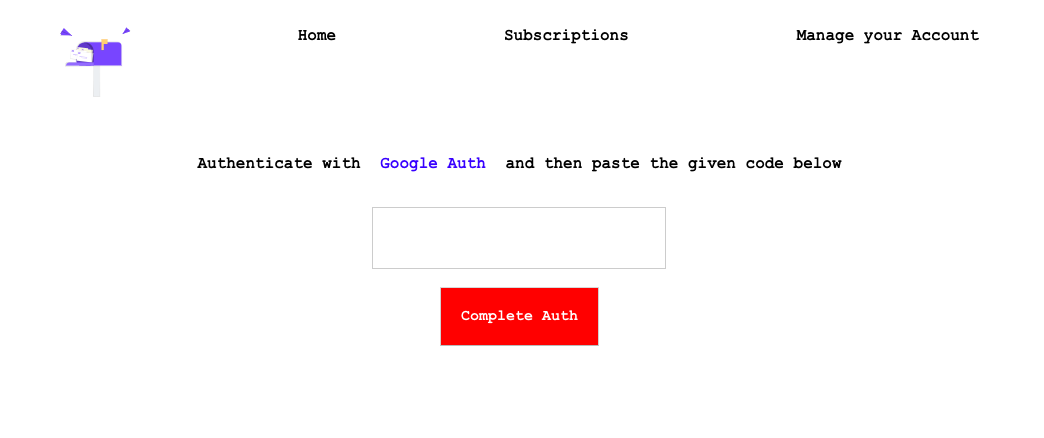 Home Subscriptions Manage your Account
Authenticate with Google Auth and then paste the given code below
Complete Auth